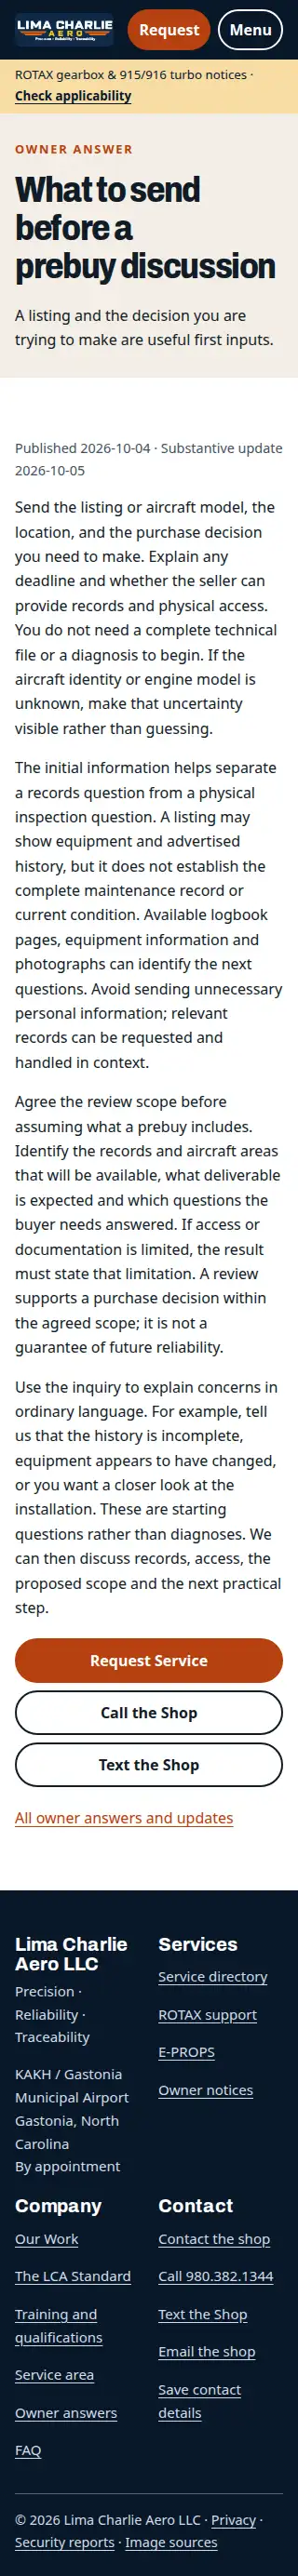 LIMA CHARLIE
AERO
Precision · Reliability · Traceability
Request
Menu
ROTAX gearbox & 915/916 turbo notices ·
Check applicability
OWNER ANSWER
What to send
before a
prebuy discussion
A listing and the decision you are
trying to make are useful first inputs.
Published 2026-10-04 · Substantive update
2026-10-05
Send the listing or aircraft model, the
location, and the purchase decision
you need to make. Explain any
deadline and whether the seller can
provide records and physical access.
You do not need a complete technical
file or a diagnosis to begin. If the
aircraft identity or engine model is
unknown, make that uncertainty
visible rather than guessing.
The initial information helps separate
a records question from a physical
inspection question. A listing may
show equipment and advertised
history, but it does not establish the
complete maintenance record or
current condition. Available logbook
pages, equipment information and
photographs can identify the next
questions. Avoid sending unnecessary
personal information; relevant
records can be requested and
handled in context.
Agree the review scope before
assuming what a prebuy includes.
Identify the records and aircraft areas
that will be available, what deliverable
is expected and which questions the
buyer needs answered. If access or
documentation is limited, the result
must state that limitation. A review
supports a purchase decision within
the agreed scope; it is not a
guarantee of future reliability.
Use the inquiry to explain concerns in
ordinary language. For example, tell
us that the history is incomplete,
equipment appears to have changed,
or you want a closer look at the
installation. These are starting
questions rather than diagnoses. We
can then discuss records, access, the
proposed scope and the next practical
step.
Request Service
Call the Shop
Text the Shop
All owner answers and updates
Lima Charlie
Aero LLC
Precision ·
Reliability ·
Traceability
KAKH / Gastonia
Municipal Airport
Gastonia, North
Carolina
By appointment
Services
Service directory
ROTAX support
E-PROPS
Owner notices
Company
Our Work
The LCA Standard
Training and
qualifications
Service area
Owner answers
FAQ
Contact
Contact the shop
Call 980.382.1344
Text the Shop
Email the shop
Save contact
details
© 2026 Lima Charlie Aero LLC · Privacy ·
Security reports · Image sources